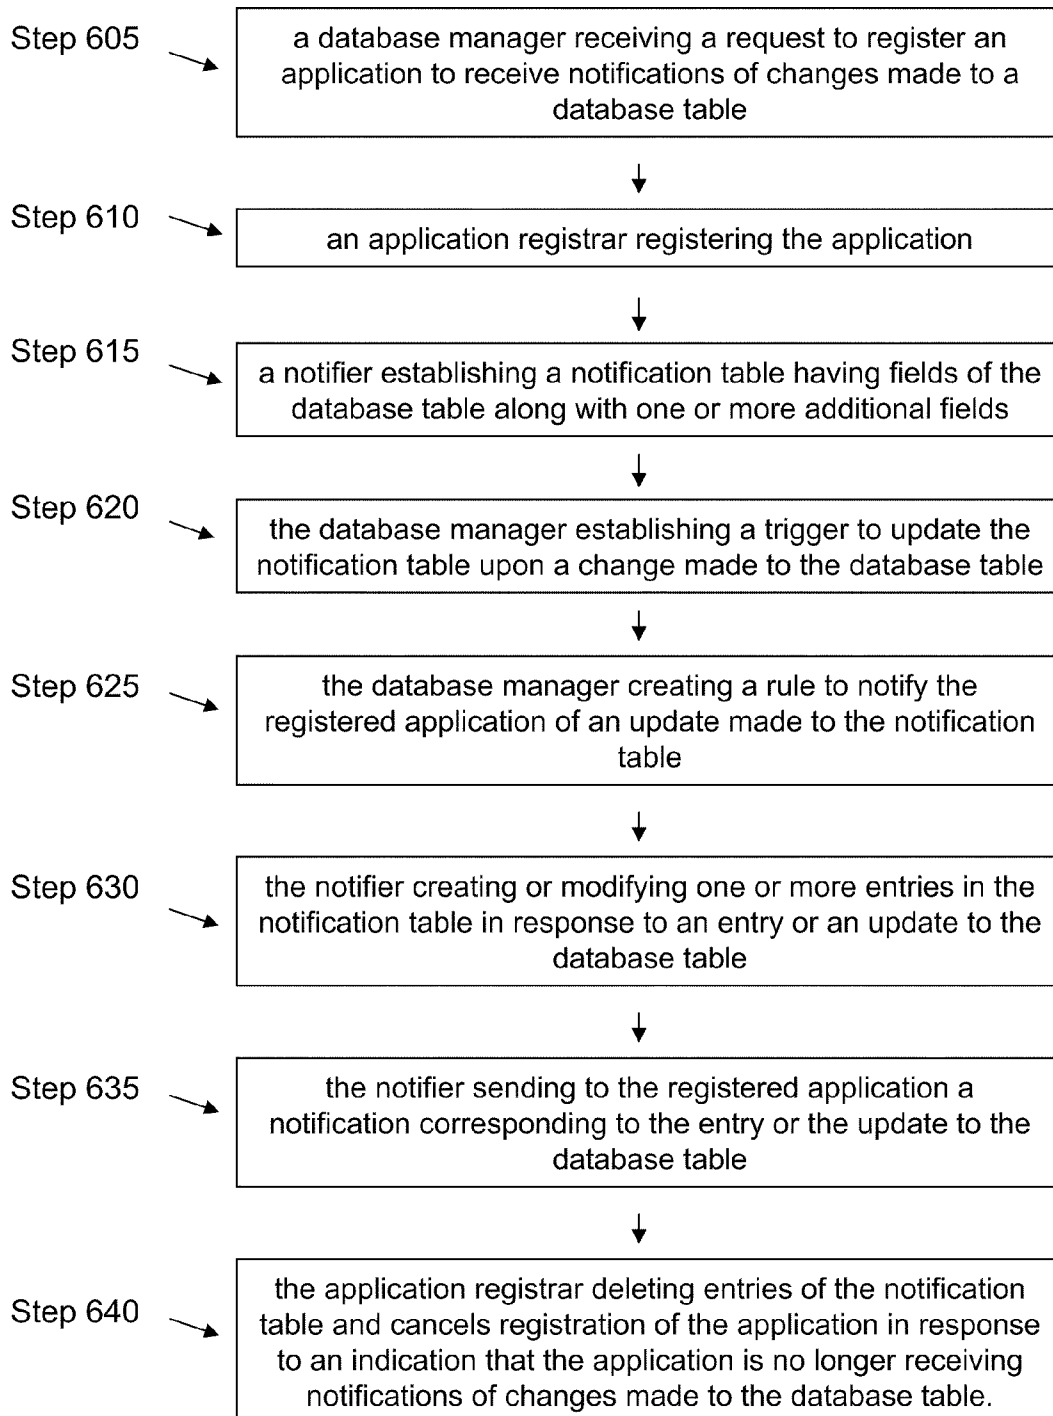 Step 605
a database manager receiving a request to register an
application to receive notifications of changes made to a
database table
Step 610
an application registrar registering the application
Step 615
a notifier establishing a notification table having fields of the
database table along with one or more additional fields
Step 620
the database manager establishing a trigger to update the
notification table upon a change made to the database table
Step 625
the database manager creating a rule to notify the
registered application of an update made to the notification
table
Step 630
the notifier creating or modifying one or more entries in the
notification table in response to an entry or an update to the
database table
Step 635
the notifier sending to the registered application a
notification corresponding to the entry or the update to the
database table
Step 640
the application registrar deleting entries of the notification
table and cancels registration of the application in response
to an indication that the application is no longer receiving
notifications of changes made to the database table.